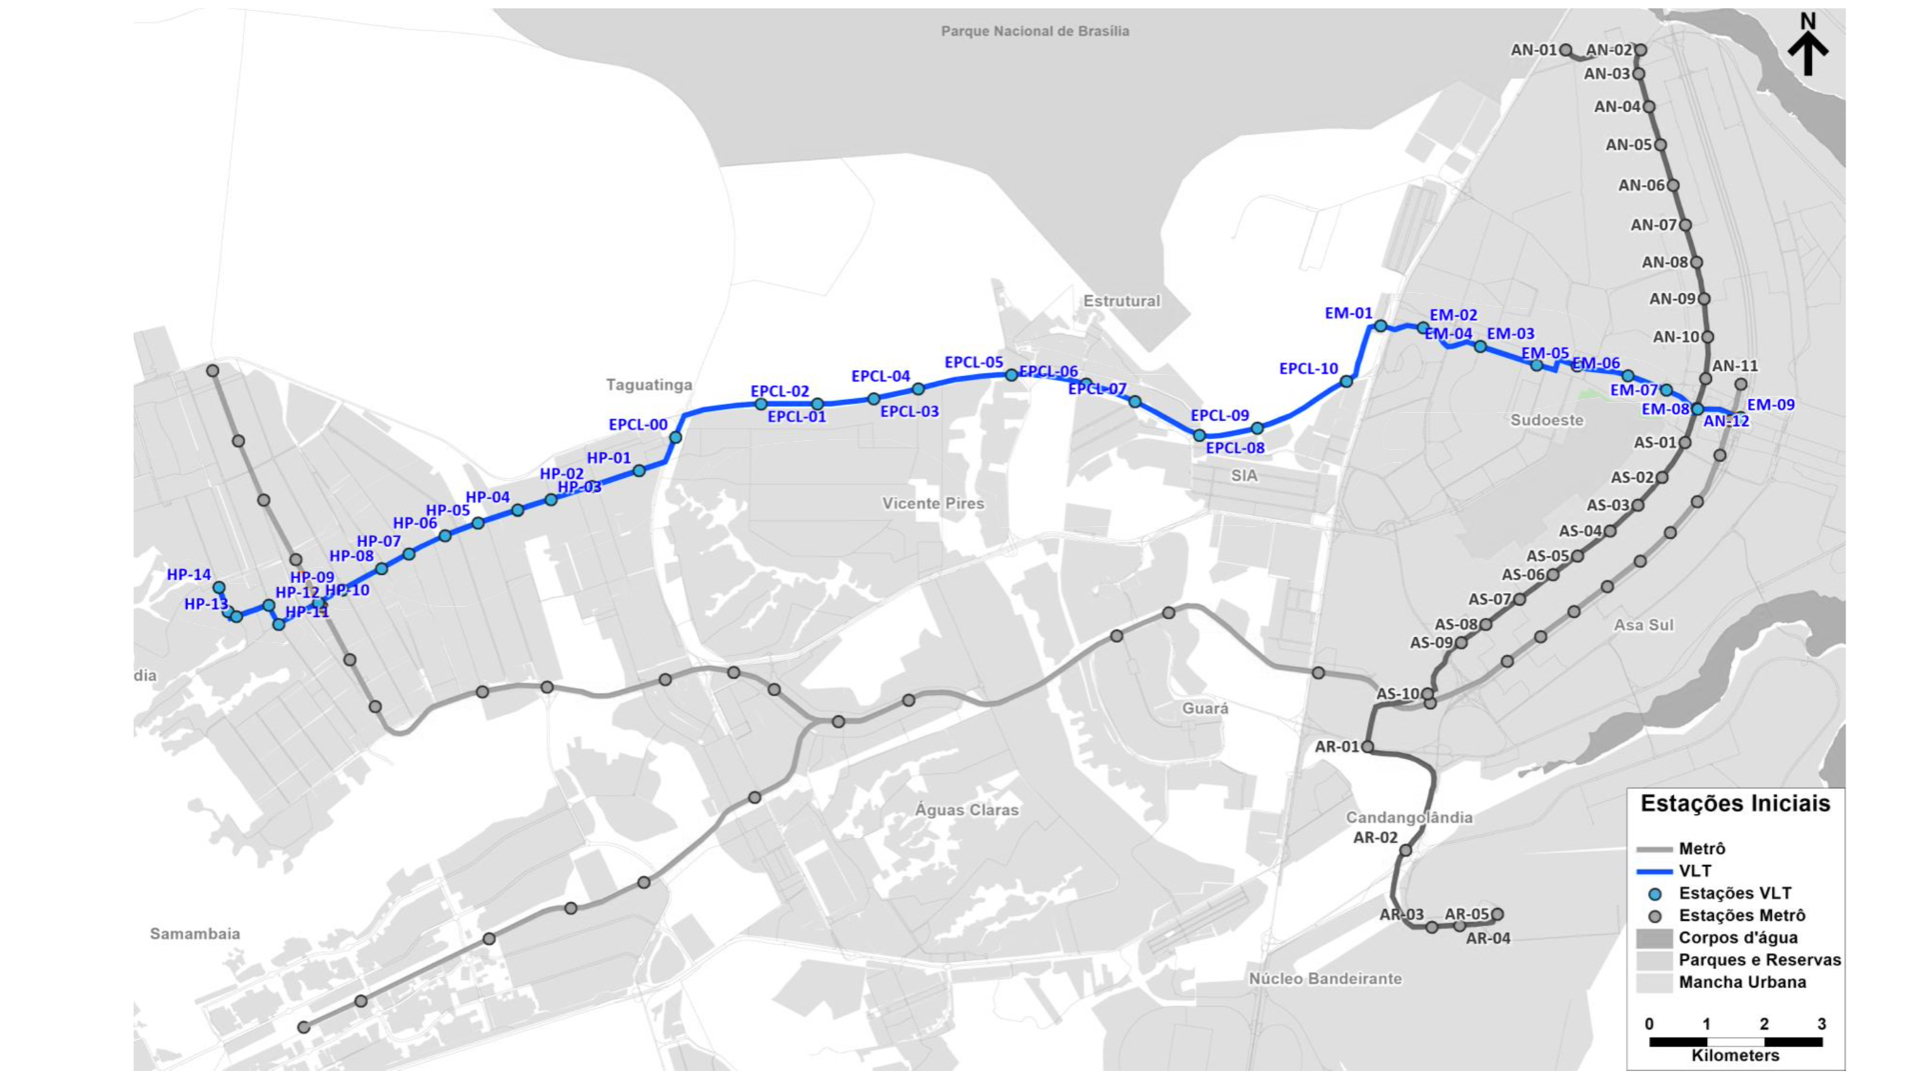 Parque Nacional de Brasília
N
AN-01
AN-02
AN-03
AN-04
AN-05
AN-06
AN-07
AN-08
AN-09
AN-10
AN-11
Estrutural
EM-01
EM-02
EM-04
EM-03
EM-05
EM-06
EM-07
EM-08
EM-09
AN-12
Taguatinga
EPCL-00
EPCL-02
EPCL-01
EPCL-04
EPCL-03
EPCL-05
EPCL-06
EPCL-07
EPCL-09
EPCL-08
EPCL-10
Sudoeste
SIA
Vicente Pires
HP-01
HP-02
HP-03
HP-04
HP-05
HP-06
HP-07
HP-08
HP-09
HP-10
HP-12
HP-11
HP-14
HP-13
AS-01
AS-02
AS-03
AS-04
AS-05
AS-06
AS-07
AS-08
AS-09
AS-10
Asa Sul
dia
Guará
AR-01
Águas Claras
Candangolândia
AR-02
AR-03
AR-05
AR-04
Samambaia
Núcleo Bandeirante
Estações Iniciais
Metrô
VLT
Estações VLT
Estações Metrô
Corpos d'água
Parques e Reservas
Mancha Urbana
0 1 2 3
Kilometers